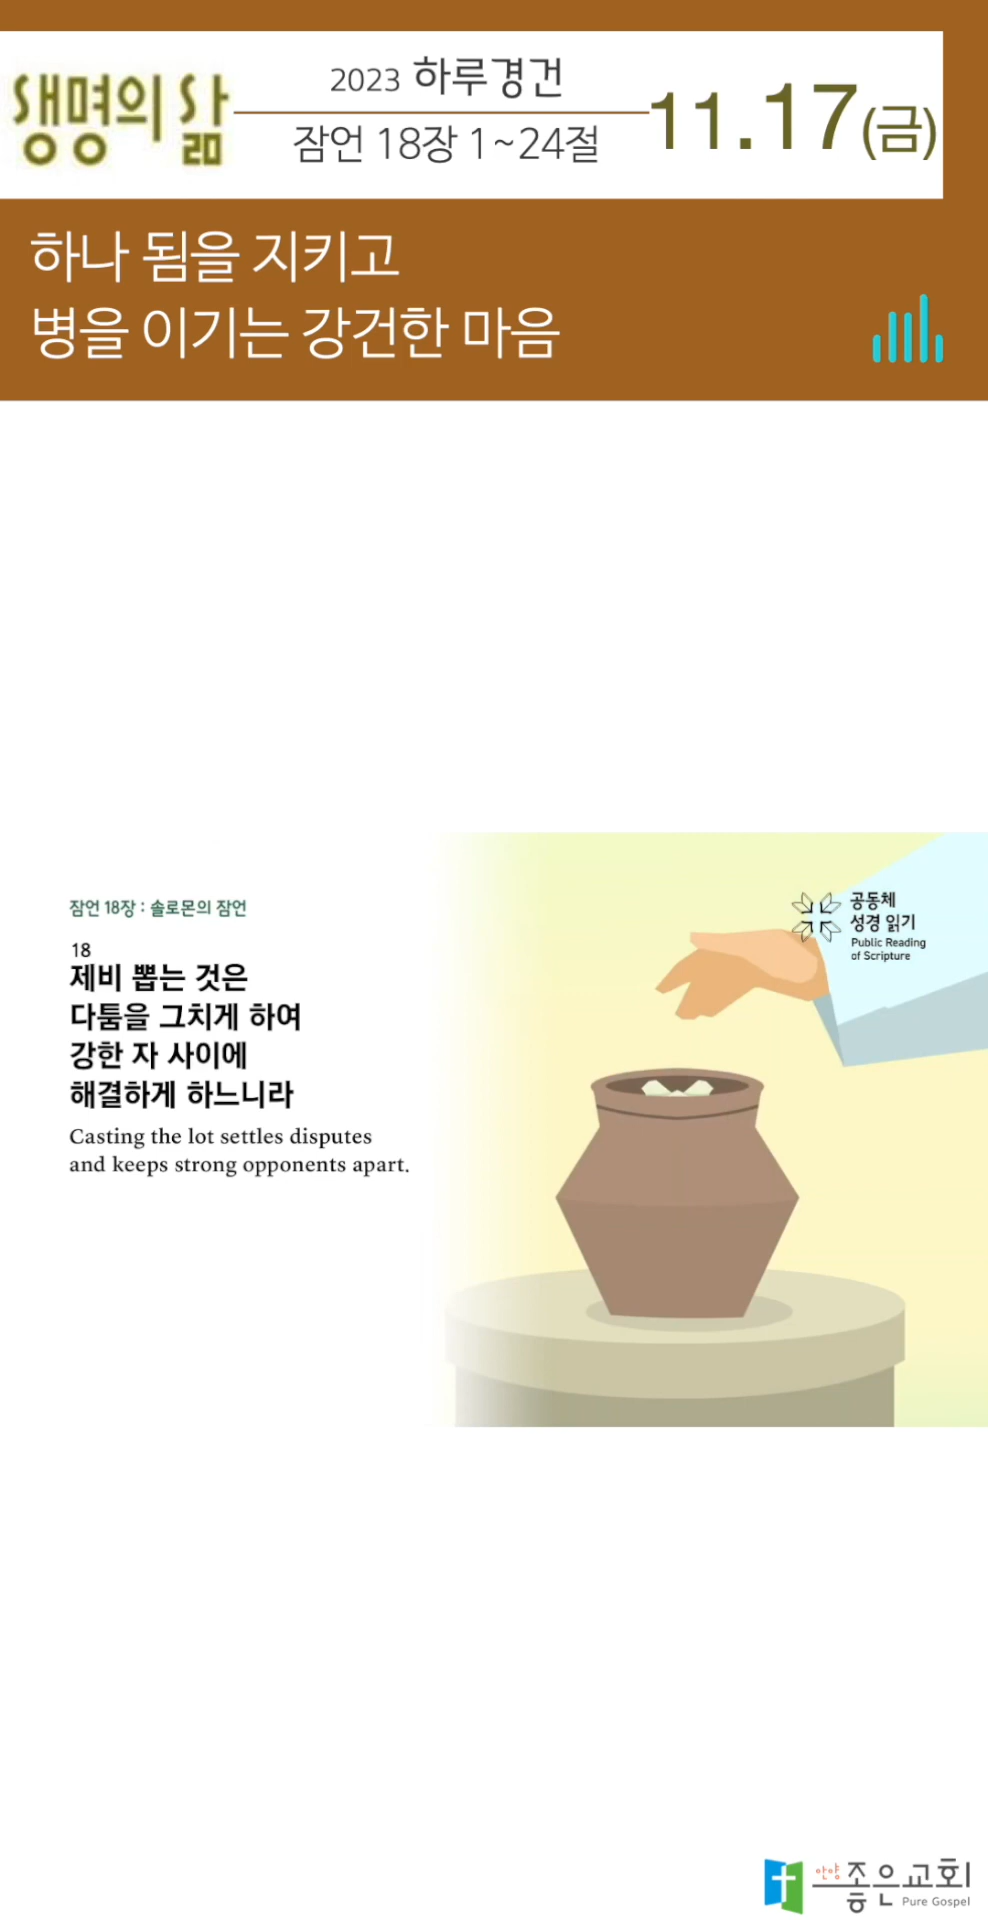 생명의 삶
2023 하루경건
잠언 18장 1~24절
11.17(금)
하나 됨을 지키고
병을 이기는 강건한 마음
잠언 18장 : 솔로몬의 잠언
18
제비 뽑는 것은
다툼을 그치게 하여
강한 자 사이에
해결하게 하느니라
Casting the lot settles disputes
and keeps strong opponents apart.
공동체
성경 읽기
Public Reading
of Scripture
안양 좋은교회
Pure Gospel